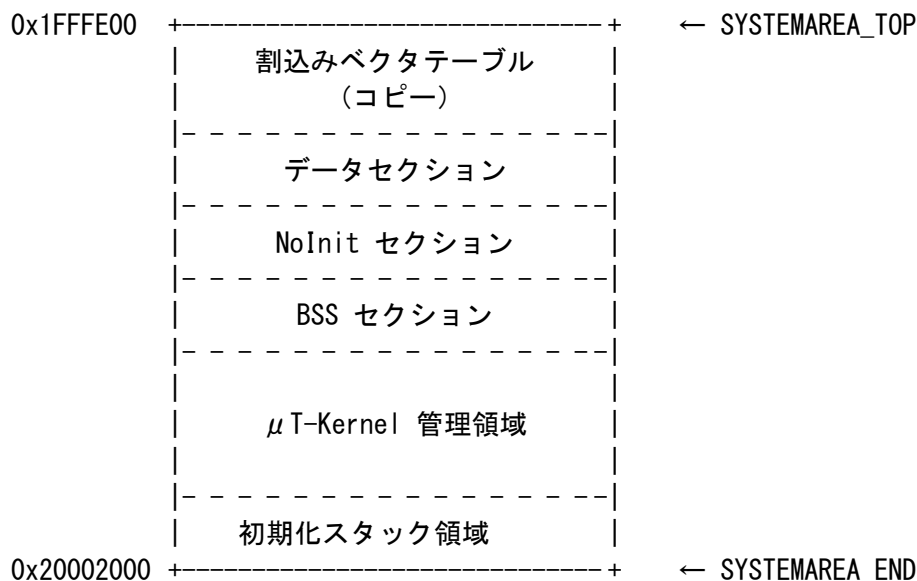 0x1FFFE00 +------------------------------+ ← SYSTEMAREA_TOP
| 割込みベクタテーブル |
| (コピー) |
|- - - - - - - - - - - - - - - -|
| データセクション |
|- - - - - - - - - - - - - - - -|
| NoInit セクション |
|- - - - - - - - - - - - - - - -|
| BSS セクション |
|- - - - - - - - - - - - - - - -|
| |
| μT-Kernel 管理領域 |
| |
|- - - - - - - - - - - - - - - -|
| 初期化スタック領域 |
0x20002000 +------------------------------+ ← SYSTEMAREA END